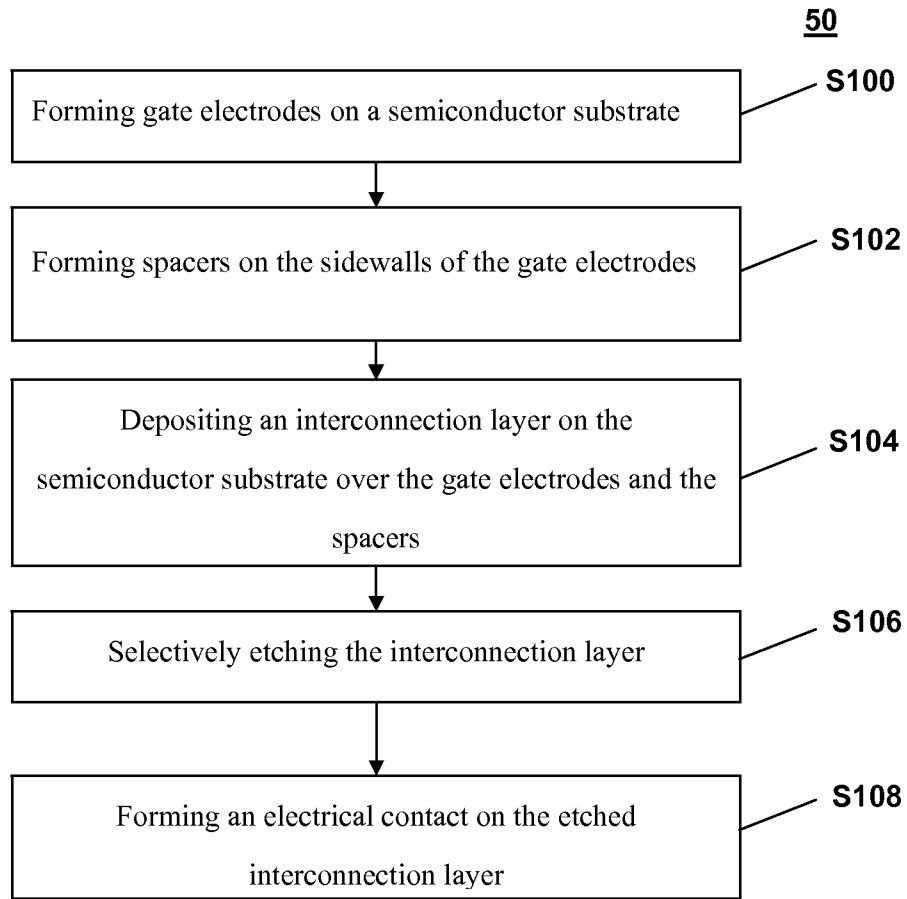 50
S100
Forming gate electrodes on a semiconductor substrate
S102
Forming spacers on the sidewalls of the gate electrodes
Depositing an interconnection layer on the
S104
semiconductor substrate over the gate electrodes and the
spacers
S106
Selectively etching the interconnection layer
S108
Forming an electrical contact on the etched
interconnection layer